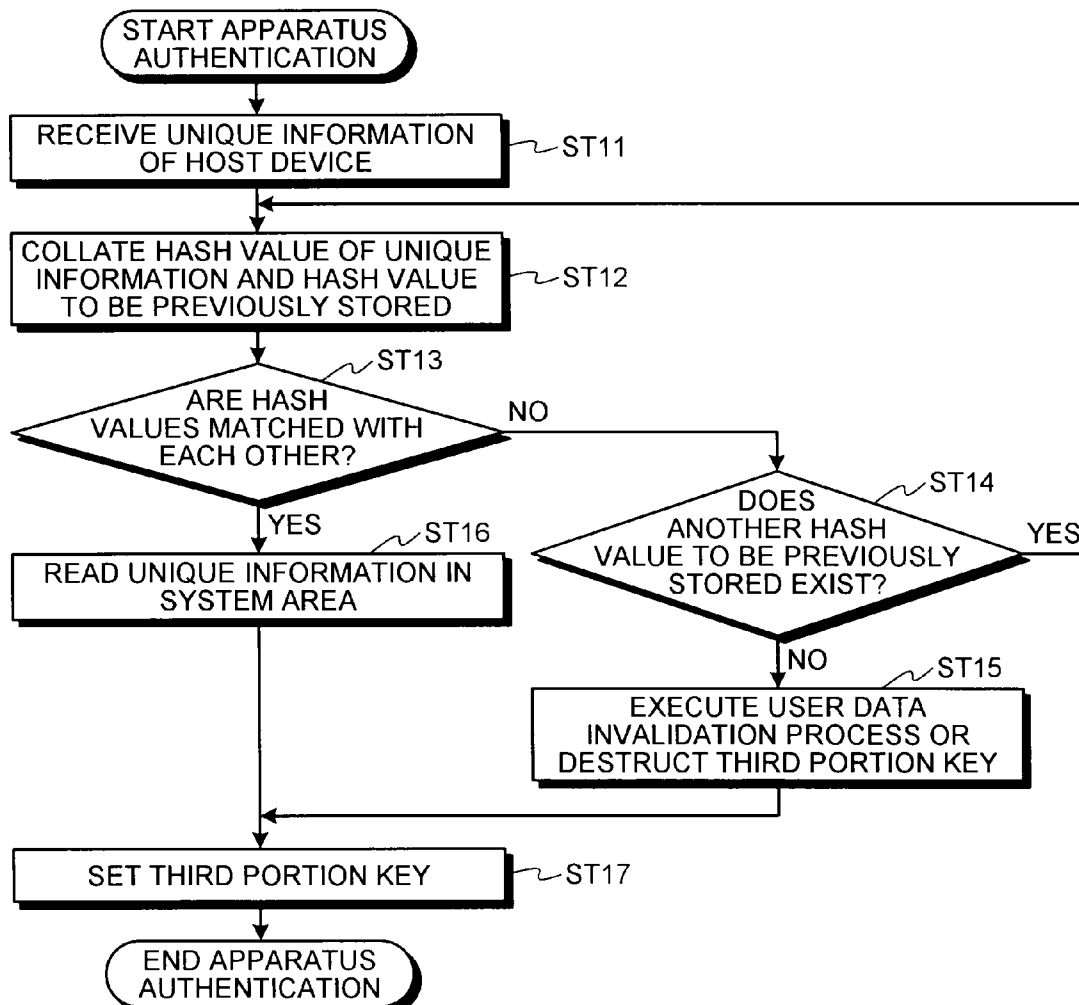 START APPARATUS
AUTHENTICATION
RECEIVE UNIQUE INFORMATION
OF HOST DEVICE
ST11
COLLATE HASH VALUE OF UNIQUE
INFORMATION AND HASH VALUE
TO BE PREVIOUSLY STORED
ST12
ST13
ARE HASH
VALUES MATCHED WITH
EACH OTHER?
NO
YES
ST14
DOES
ANOTHER HASH
VALUE TO BE PREVIOUSLY
STORED EXIST?
YES
NO
ST16
READ UNIQUE INFORMATION IN
SYSTEM AREA
ST15
EXECUTE USER DATA
INVALIDATION PROCESS OR
DESTRUCT THIRD PORTION KEY
SET THIRD PORTION KEY
ST17
END APPARATUS
AUTHENTICATION